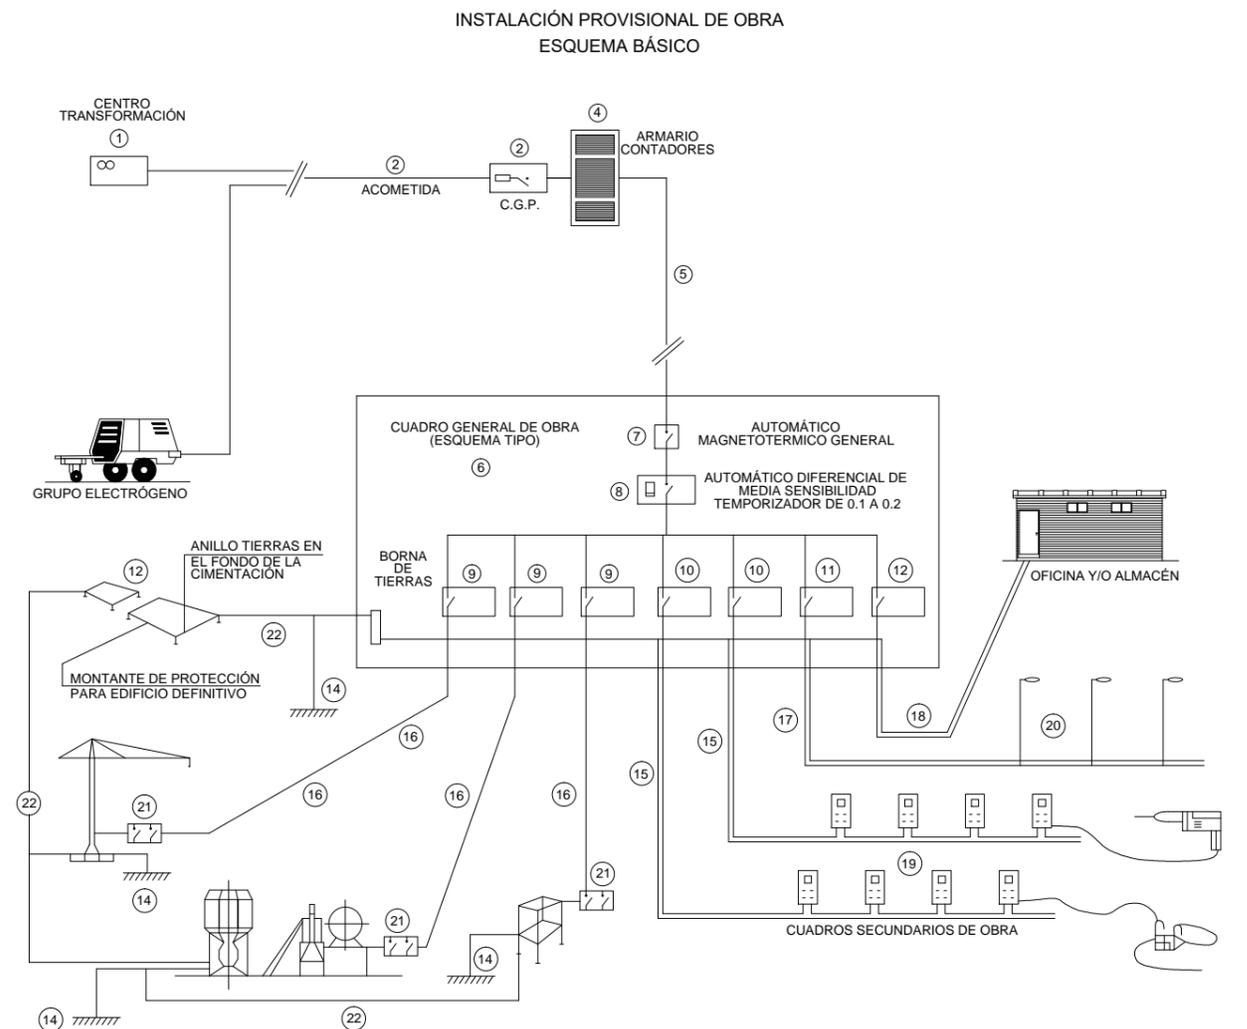 INSTALACIÓN PROVISIONAL DE OBRA
ESQUEMA BÁSICO
CENTRO
TRANSFORMACIÓN
1
2
ACOMETIDA
2
C.G.P.
4
ARMARIO
CONTADORES
5
GRUPO ELECTRÓGENO
CUADRO GENERAL DE OBRA
(ESQUEMA TIPO)
6
7
AUTOMÁTICO
MAGNETOTERMICO GENERAL
8
AUTOMÁTICO DIFERENCIAL DE
MEDIA SENSIBILIDAD
TEMPORIZADOR DE 0.1 A 0.2
BORNA
DE
TIERRAS
9
9
9
10
10
11
12
OFICINA Y/O ALMACÉN
12
ANILLO TIERRAS EN
EL FONDO DE LA
CIMENTACIÓN
22
MONTANTE DE PROTECCIÓN
PARA EDIFICIO DEFINITIVO
14
16
18
17
15
15
20
22
21
16
16
16
19
14
21
21
CUADROS SECUNDARIOS DE OBRA
14
14
22